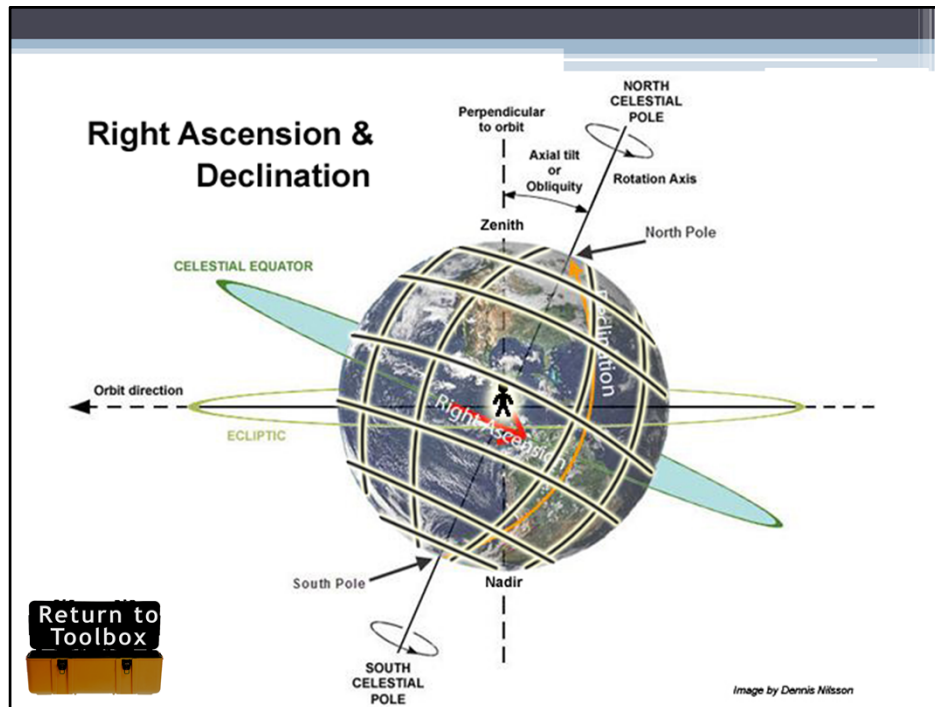 Right Ascension &
Declination
NORTH
CELESTIAL
POLE
Perpendicular
to orbit
Axial tilt
or
Obliquity
Rotation Axis
Zenith
North Pole
CELESTIAL EQUATOR
Declination
Orbit direction
Right Ascension
ECLIPTIC
South Pole
Nadir
Return to
Toolbox
SOUTH
CELESTIAL
POLE
Image by Dennis Nilsson